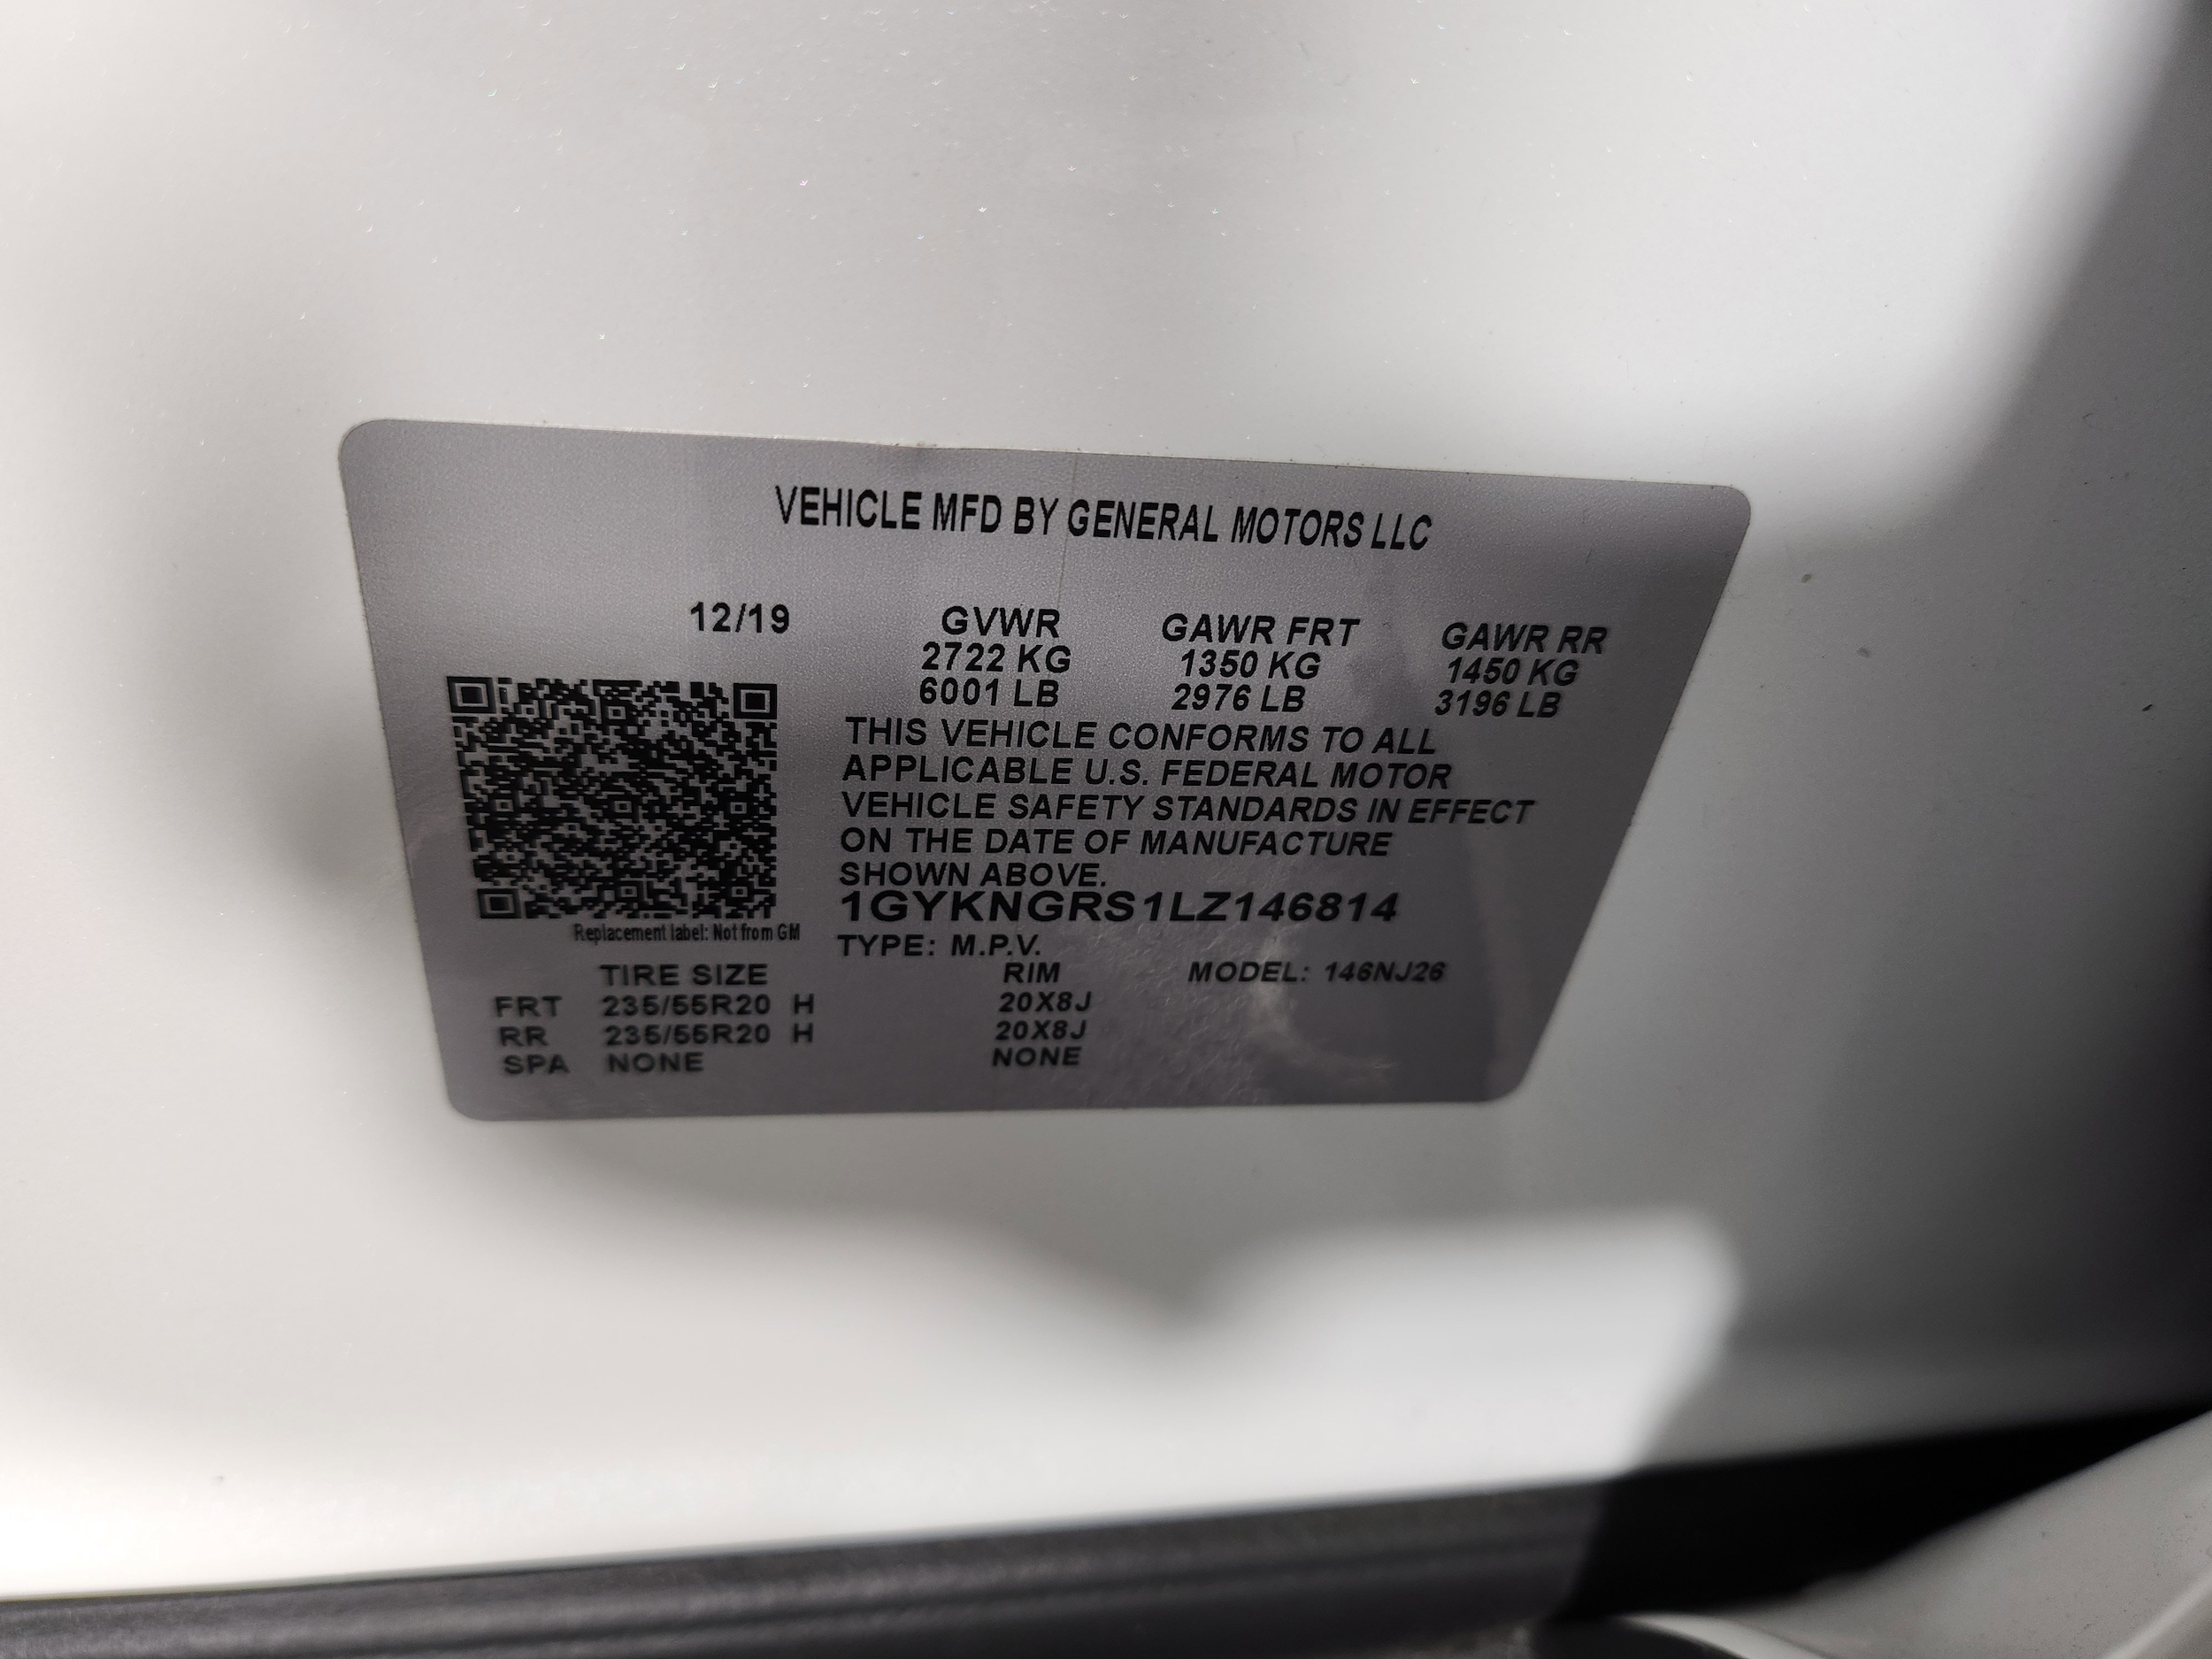 VEHICLE MFD BY GENERAL MOTORS LLC
12/19 GVWR GAWR FRT GAWR RR
2722 KG 1350 KG 1450 KG
6001 LB 2976 LB 3196 LB
THIS VEHICLE CONFORMS TO ALL
APPLICABLE U.S. FEDERAL MOTOR
VEHICLE SAFETY STANDARDS IN EFFECT
ON THE DATE OF MANUFACTURE
SHOWN ABOVE.
1GYKNGRS1LZ146814
Replacement label: Not from GM
TYPE: M.P.V.
TIRE SIZE RIM MODEL: 146NJ26
FRT 235/55R20 H 20X8J
RR 235/55R20 H 20X8J
SPA NONE NONE